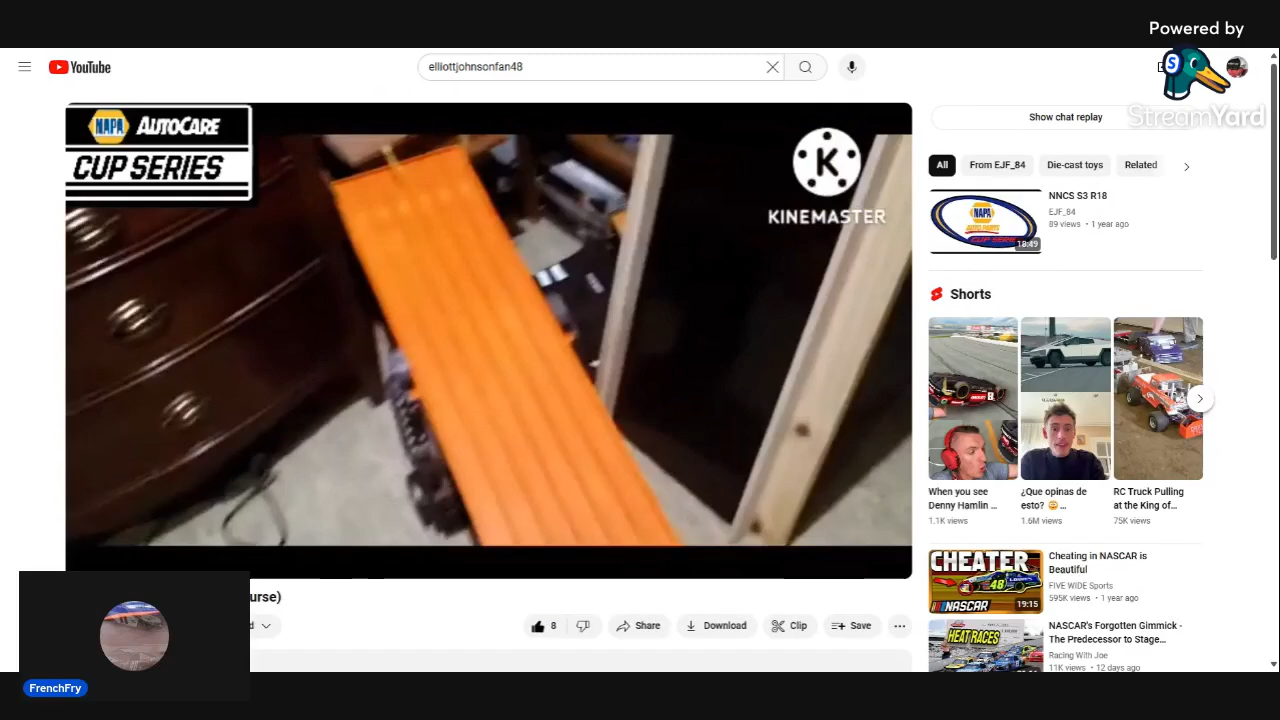 Powered by
StreamYard
YouTube
elliottjohnsonfan48
NAPA AUTOCARE
CUP SERIES
K
KINEMASTER
Show chat replay
All
From EJF_84
Die-cast toys
Related
NAPA
AUTO PARTS
CUP SERIES
18:49
NNCS S3 R18
EJF_84
89 views • 1 year ago
Shorts
When you see
Denny Hamlin ...
1.1K views
¿Que opinas de
esto? 😳 ...
1.6M views
RC Truck Pulling
at the King of...
75K views
CHEATER
48
NASCAR
19:15
Cheating in NASCAR is
Beautiful
FIVE WIDE Sports
595K views • 1 year ago
HEAT RACES
NASCAR's Forgotten Gimmick -
The Predecessor to Stage...
Racing With Joe
11K views • 12 days ago
urse)
d
8
Share
Download
Clip
Save
FrenchFry